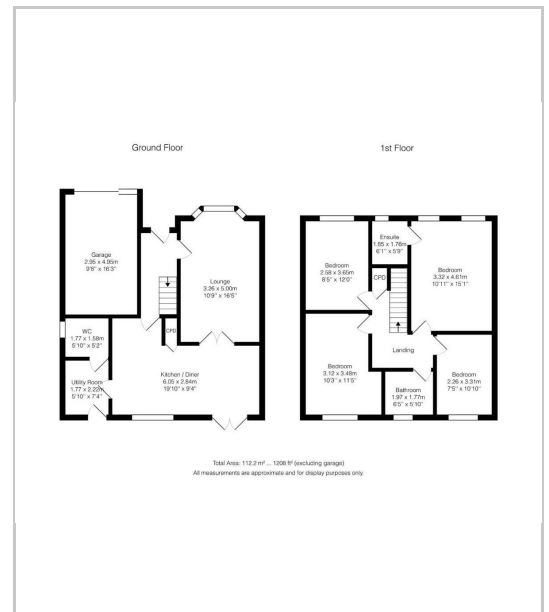 Ground Floor
1st Floor
Garage
2.95 x 4.95m
9'8" x 16'3"
Lounge
3.26 x 5.00m
10'9" x 16'5"
WC
1.77 x 1.58m
5'10" x 5'2"
CPD
Kitchen / Diner
6.05 x 2.84m
19'10" x 9'4"
Utility Room
1.77 x 2.22m
5'10" x 7'4"
Ensuite
1.85 x 1.76m
6'1" x 5'9"
Bedroom
2.58 x 3.65m
8'5" x 12'0"
CPD
Bedroom
3.32 x 4.61m
10'11" x 15'1"
Landing
Bedroom
3.12 x 3.48m
10'3" x 11'5"
Bathroom
1.97 x 1.77m
6'5" x 5'10"
Bedroom
2.26 x 3.31m
7'5" x 10'10"
Total Area: 112.2 m² ... 1208 ft² (excluding garage)
All measurements are approximate and for display purposes only.